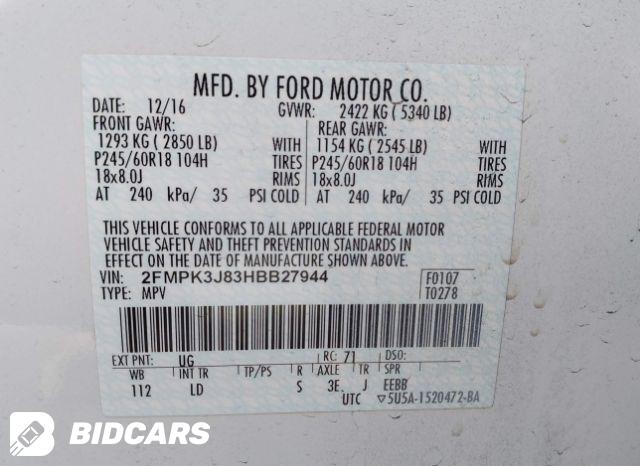 MFD. BY FORD MOTOR CO.
DATE: 12/16 GVWR: 2422 KG ( 5340 LB)
FRONT GAWR: REAR GAWR:
1293 KG ( 2850 LB) WITH 1154 KG ( 2545 LB) WITH
P245/60R18 104H TIRES P245/60R18 104H TIRES
18x8.0J RIMS 18x8.0J RIMS
AT 240 kPa/ 35 PSI COLD AT 240 kPa/ 35 PSI COLD
THIS VEHICLE CONFORMS TO ALL APPLICABLE FEDERAL MOTOR
VEHICLE SAFETY AND THEFT PREVENTION STANDARDS IN
EFFECT ON THE DATE OF MANUFACTURE SHOWN ABOVE.
VIN: 2FMPK3J83HBB27944 F0107
TYPE: MPV T0278
EXT PNT: UG RC: 71 DSO:
WB INT TR TP/PS R AXLE TR SPR
112 LD S 3E J EEBB
UTC ▽5U5A-1520472-BA
BIDCARS